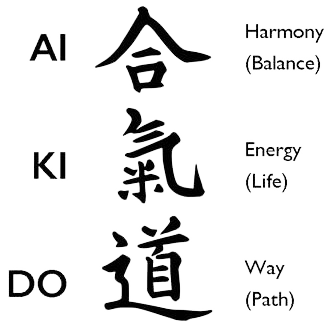 AI 合 Harmony
(Balance)
KI 氣 Energy
(Life)
DO 道 Way
(Path)